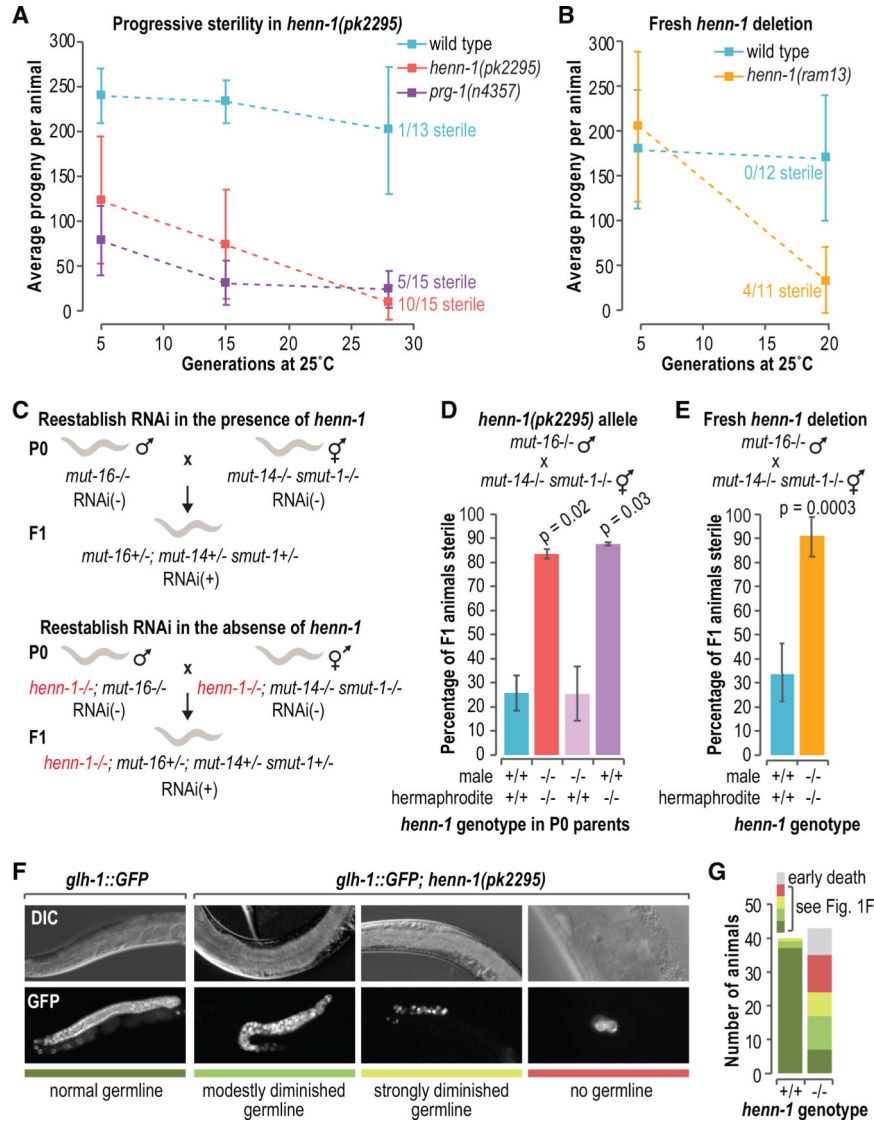 A
Progressive sterility in henn-1(pk2295)
Average progeny per animal
300
250
200
150
100
50
0
wild type
henn-1(pk2295)
prg-1(n4357)
1/13 sterile
5/15 sterile
10/15 sterile
5 10 15 20 25 30
Generations at 25˚C
B
Fresh henn-1 deletion
Average progeny per animal
300
250
200
150
100
50
0
wild type
henn-1(ram13)
0/12 sterile
4/11 sterile
5 10 15 20
Generations at 25˚C
C
Reestablish RNAi in the presence of henn-1
P0 ♂ ⚥
x
mut-16-/- mut-14-/- smut-1-/-
RNAi(-) RNAi(-)
F1
mut-16+/-; mut-14+/- smut-1+/-
RNAi(+)
Reestablish RNAi in the absense of henn-1
P0 ♂ ⚥
x
henn-1-/-; mut-16-/- henn-1-/-; mut-14-/- smut-1-/-
RNAi(-) RNAi(-)
F1
henn-1-/-; mut-16+/-; mut-14+/- smut-1+/-
RNAi(+)
D
henn-1(pk2295) allele
mut-16-/- ♂
x
mut-14-/- smut-1-/- ⚥
p = 0.02
p = 0.03
Percentage of F1 animals sterile
100
90
80
70
60
50
40
30
20
10
0
male +/+ -/- -/- +/+
hermaphrodite +/+ -/- +/+ -/-
henn-1 genotype in P0 parents
E
Fresh henn-1 deletion
mut-16-/- ♂
x
mut-14-/- smut-1-/- ⚥
p = 0.0003
Percentage of F1 animals sterile
100
90
80
70
60
50
40
30
20
10
0
male +/+ -/-
hermaphrodite +/+ -/-
henn-1 genotype
F
glh-1::GFP
glh-1::GFP; henn-1(pk2295)
DIC
GFP
normal germline
modestly diminished
germline
strongly diminished
germline
no germline
G
early death
see Fig. 1F
Number of animals
50
40
30
20
10
0
+/+ -/-
henn-1 genotype